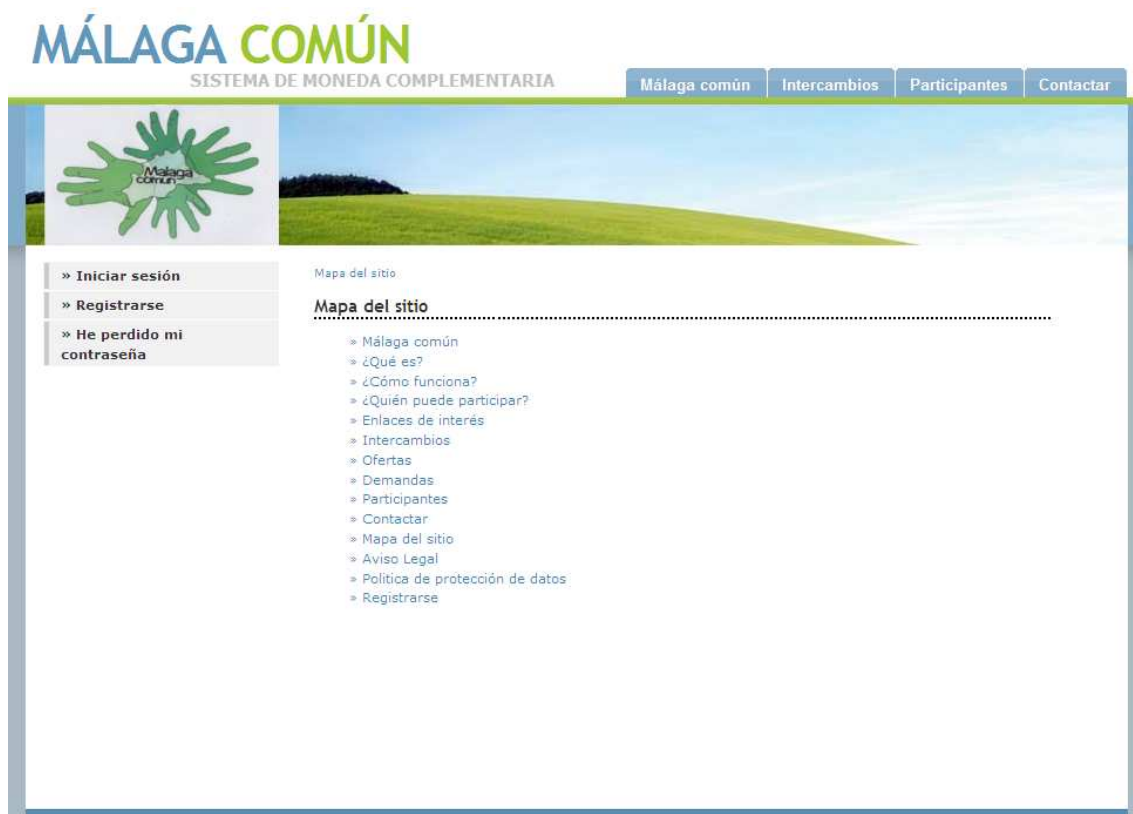 MÁLAGA COMÚN
SISTEMA DE MONEDA COMPLEMENTARIA
Málaga común
Intercambios
Participantes
Contactar
Malaga
común
» Iniciar sesión
» Registrarse
» He perdido mi
contraseña
Mapa del sitio
Mapa del sitio
» Málaga común
» ¿Qué es?
» ¿Cómo funciona?
» ¿Quién puede participar?
» Enlaces de interés
» Intercambios
» Ofertas
» Demandas
» Participantes
» Contactar
» Mapa del sitio
» Aviso Legal
» Politica de protección de datos
» Registrarse